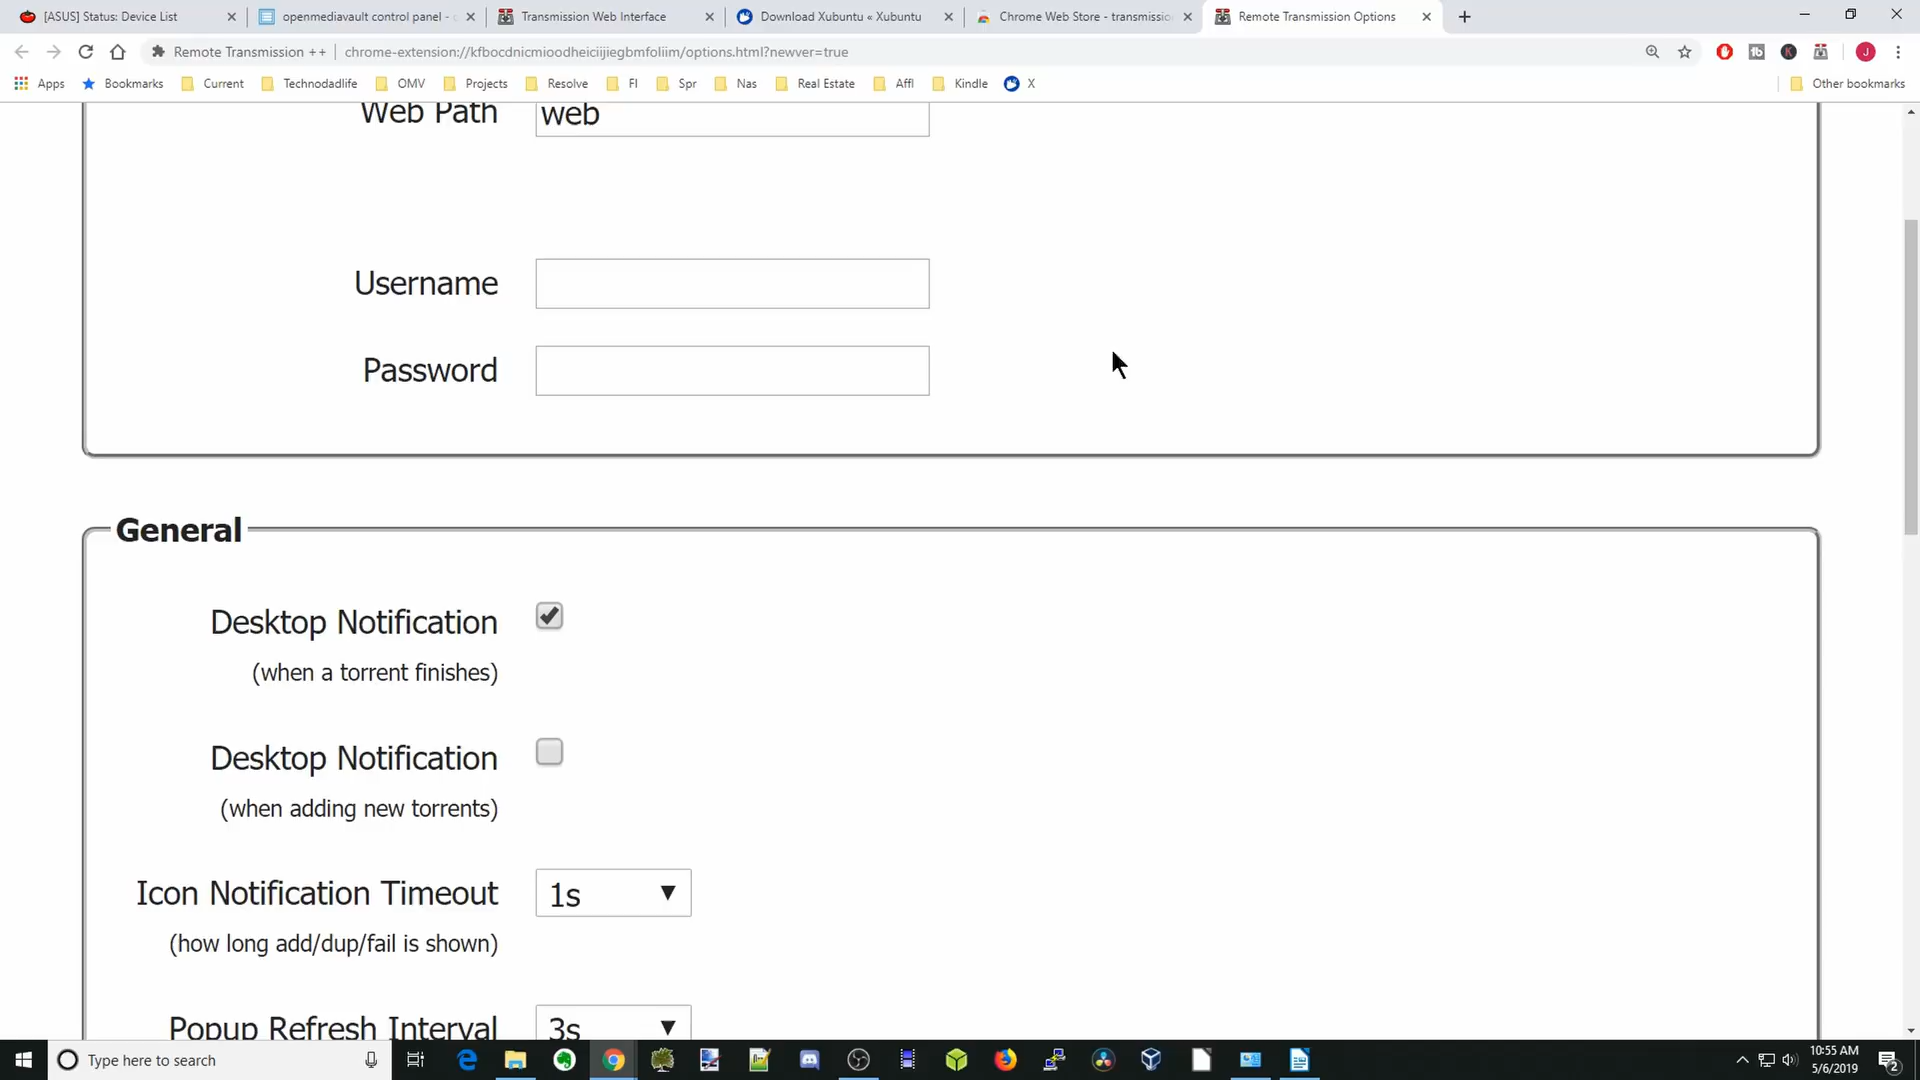 [ASUS] Status: Device List
openmediavault control panel -
Transmission Web Interface
Download Xubuntu « Xubuntu
Chrome Web Store - transmissio
Remote Transmission Options
Remote Transmission ++
chrome-extension://kfbocdnicmioodheiciijiegbmfoliim/options.html?newver=true
Apps
Bookmarks
Current
Technodadlife
OMV
Projects
Resolve
FI
Spr
Nas
Real Estate
Affl
Kindle
X
Other bookmarks
Web Path
web
Username
Password
General
Desktop Notification
(when a torrent finishes)
Desktop Notification
(when adding new torrents)
Icon Notification Timeout
1s
(how long add/dup/fail is shown)
Popup Refresh Interval
3s
Type here to search
10:55 AM
5/6/2019
2